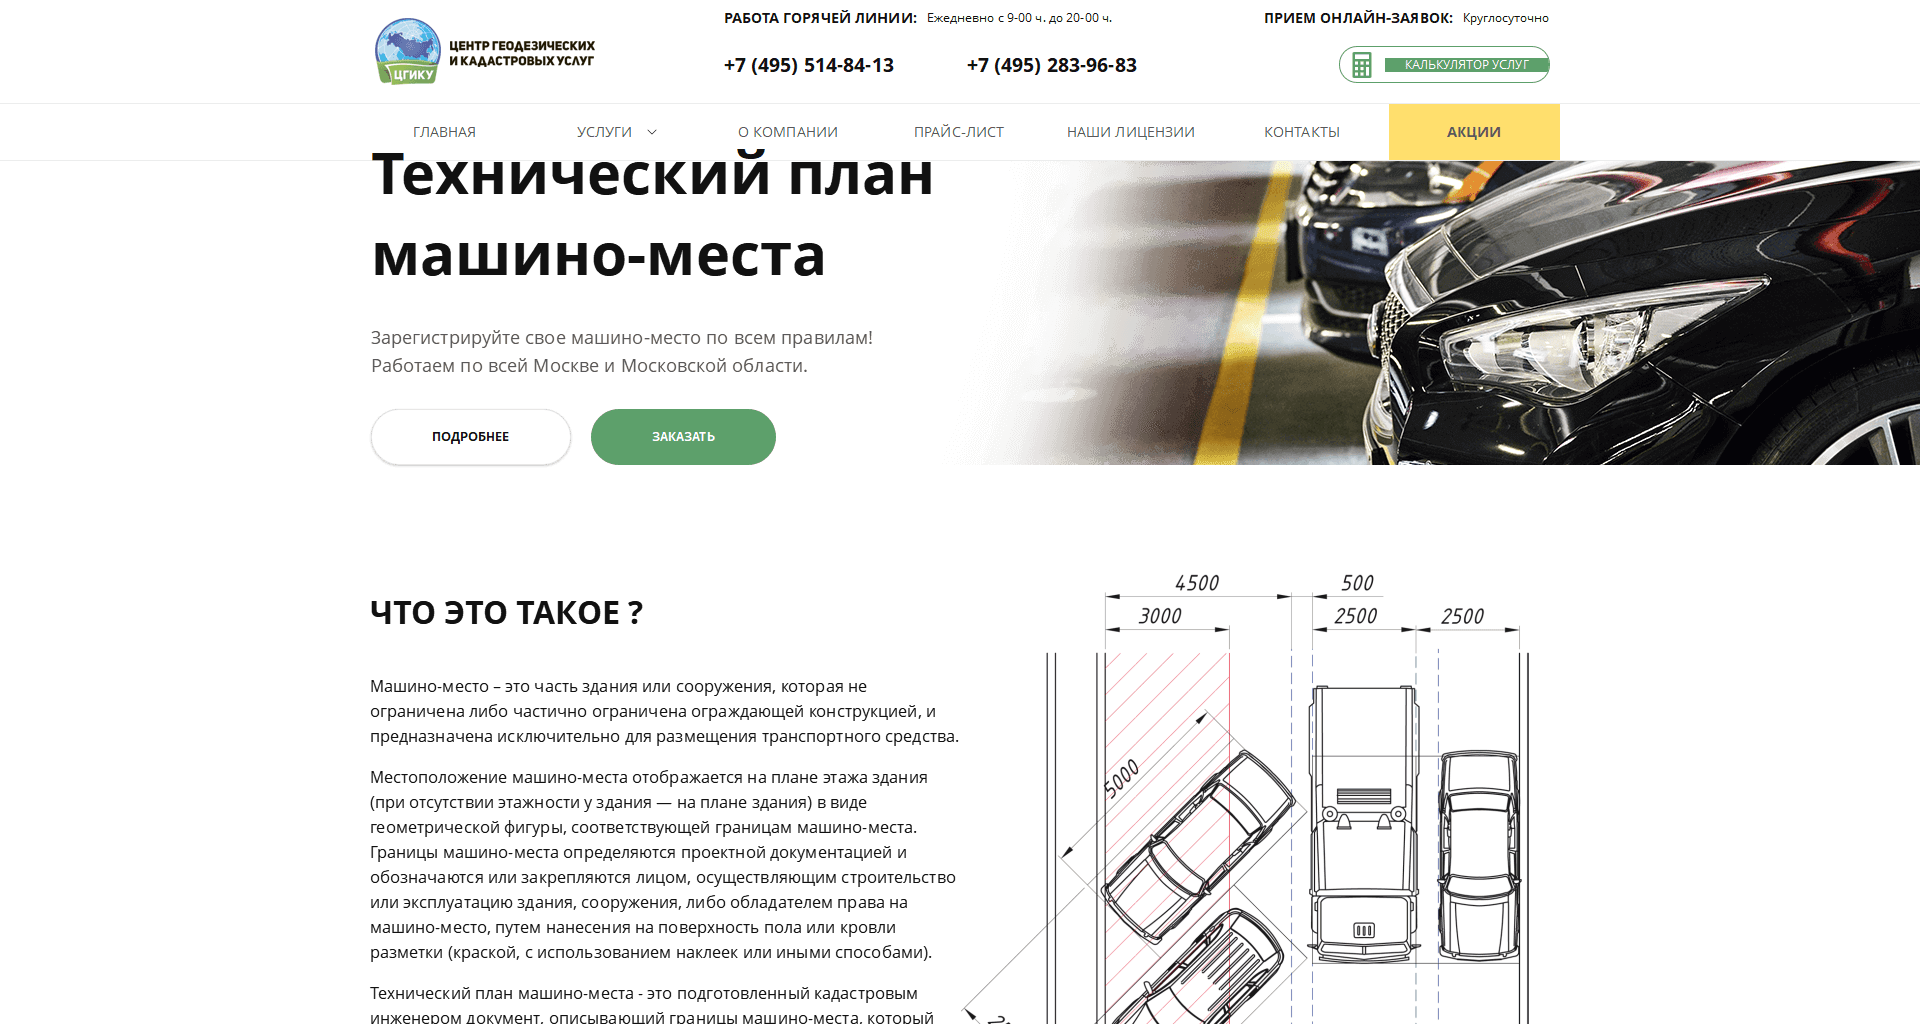 ЦГИКУ
ЦЕНТР ГЕОДЕЗИЧЕСКИХ
И КАДАСТРОВЫХ УСЛУГ
РАБОТА ГОРЯЧЕЙ ЛИНИИ: Ежедневно с 9-00 ч. до 20-00 ч.
+7 (495) 514-84-13 +7 (495) 283-96-83
ПРИЕМ ОНЛАЙН-ЗАЯВОК: Круглосуточно
КАЛЬКУЛЯТОР УСЛУГ
ГЛАВНАЯ УСЛУГИ О КОМПАНИИ ПРАЙС-ЛИСТ НАШИ ЛИЦЕНЗИИ КОНТАКТЫ АКЦИИ
Технический план
машино-места
Зарегистрируйте свое машино-место по всем правилам!
Работаем по всей Москве и Московской области.
ПОДРОБНЕЕ ЗАКАЗАТЬ
ЧТО ЭТО ТАКОЕ ?
Машино-место – это часть здания или сооружения, которая не
ограничена либо частично ограничена ограждающей конструкцией, и
предназначена исключительно для размещения транспортного средства.
Местоположение машино-места отображается на плане этажа здания
(при отсутствии этажности у здания — на плане здания) в виде
геометрической фигуры, соответствующей границам машино-места.
Границы машино-места определяются проектной документацией и
обозначаются или закрепляются лицом, осуществляющим строительство
или эксплуатацию здания, сооружения, либо обладателем права на
машино-место, путем нанесения на поверхность пола или кровли
разметки (краской, с использованием наклеек или иными способами).
Технический план машино-места - это подготовленный кадастровым
инженером документ, описывающий границы машино-места, который
4500 500
3000 2500 2500
5000